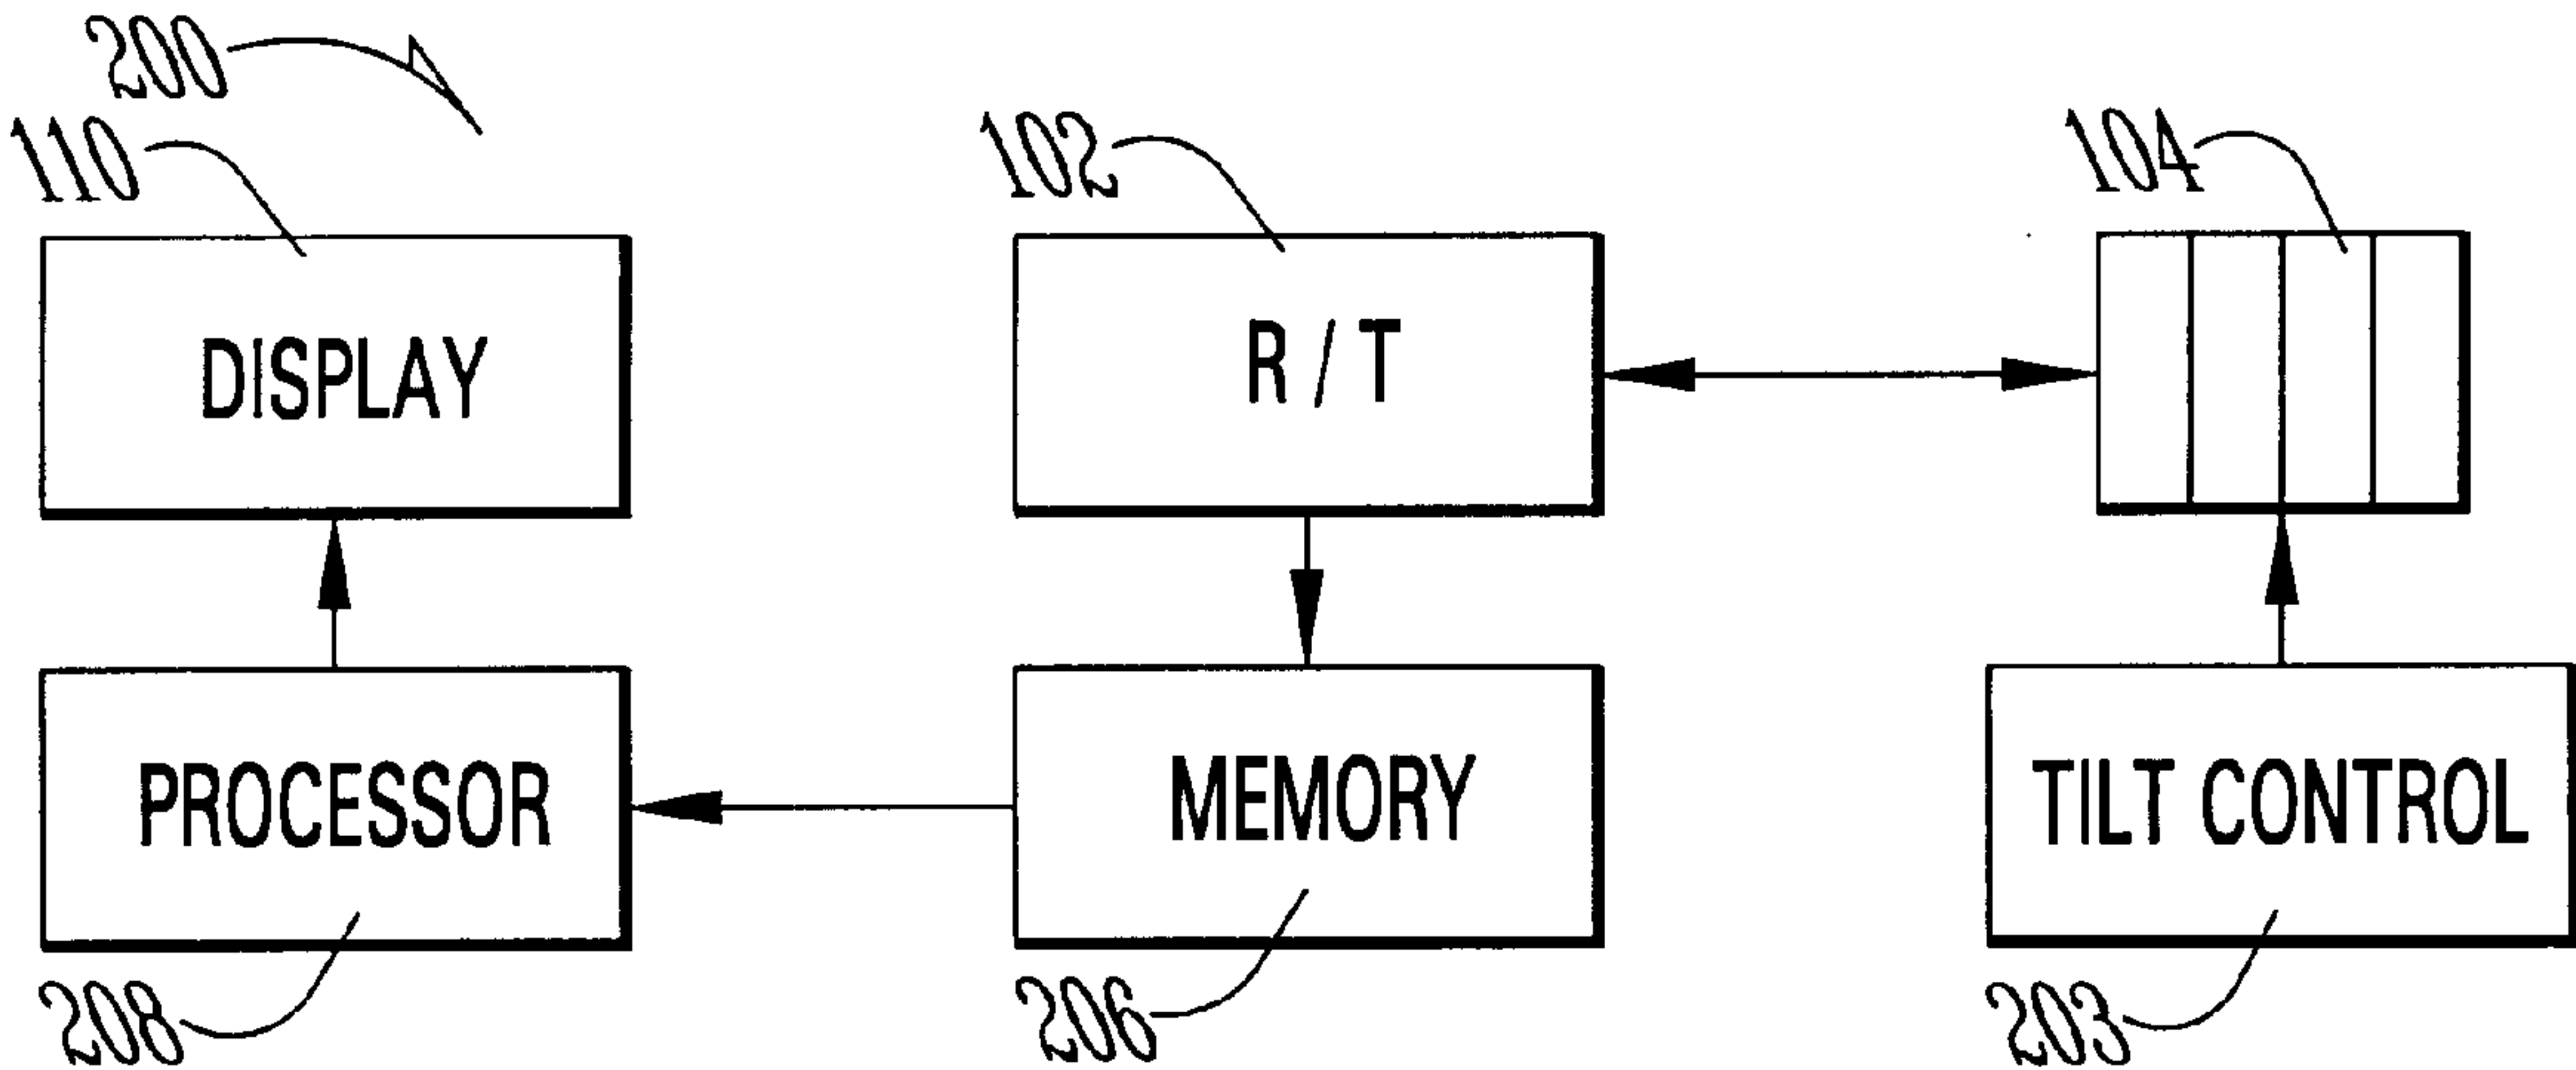 200
110
102
104
DISPLAY
R / T
PROCESSOR
MEMORY
TILT CONTROL
208
206
203